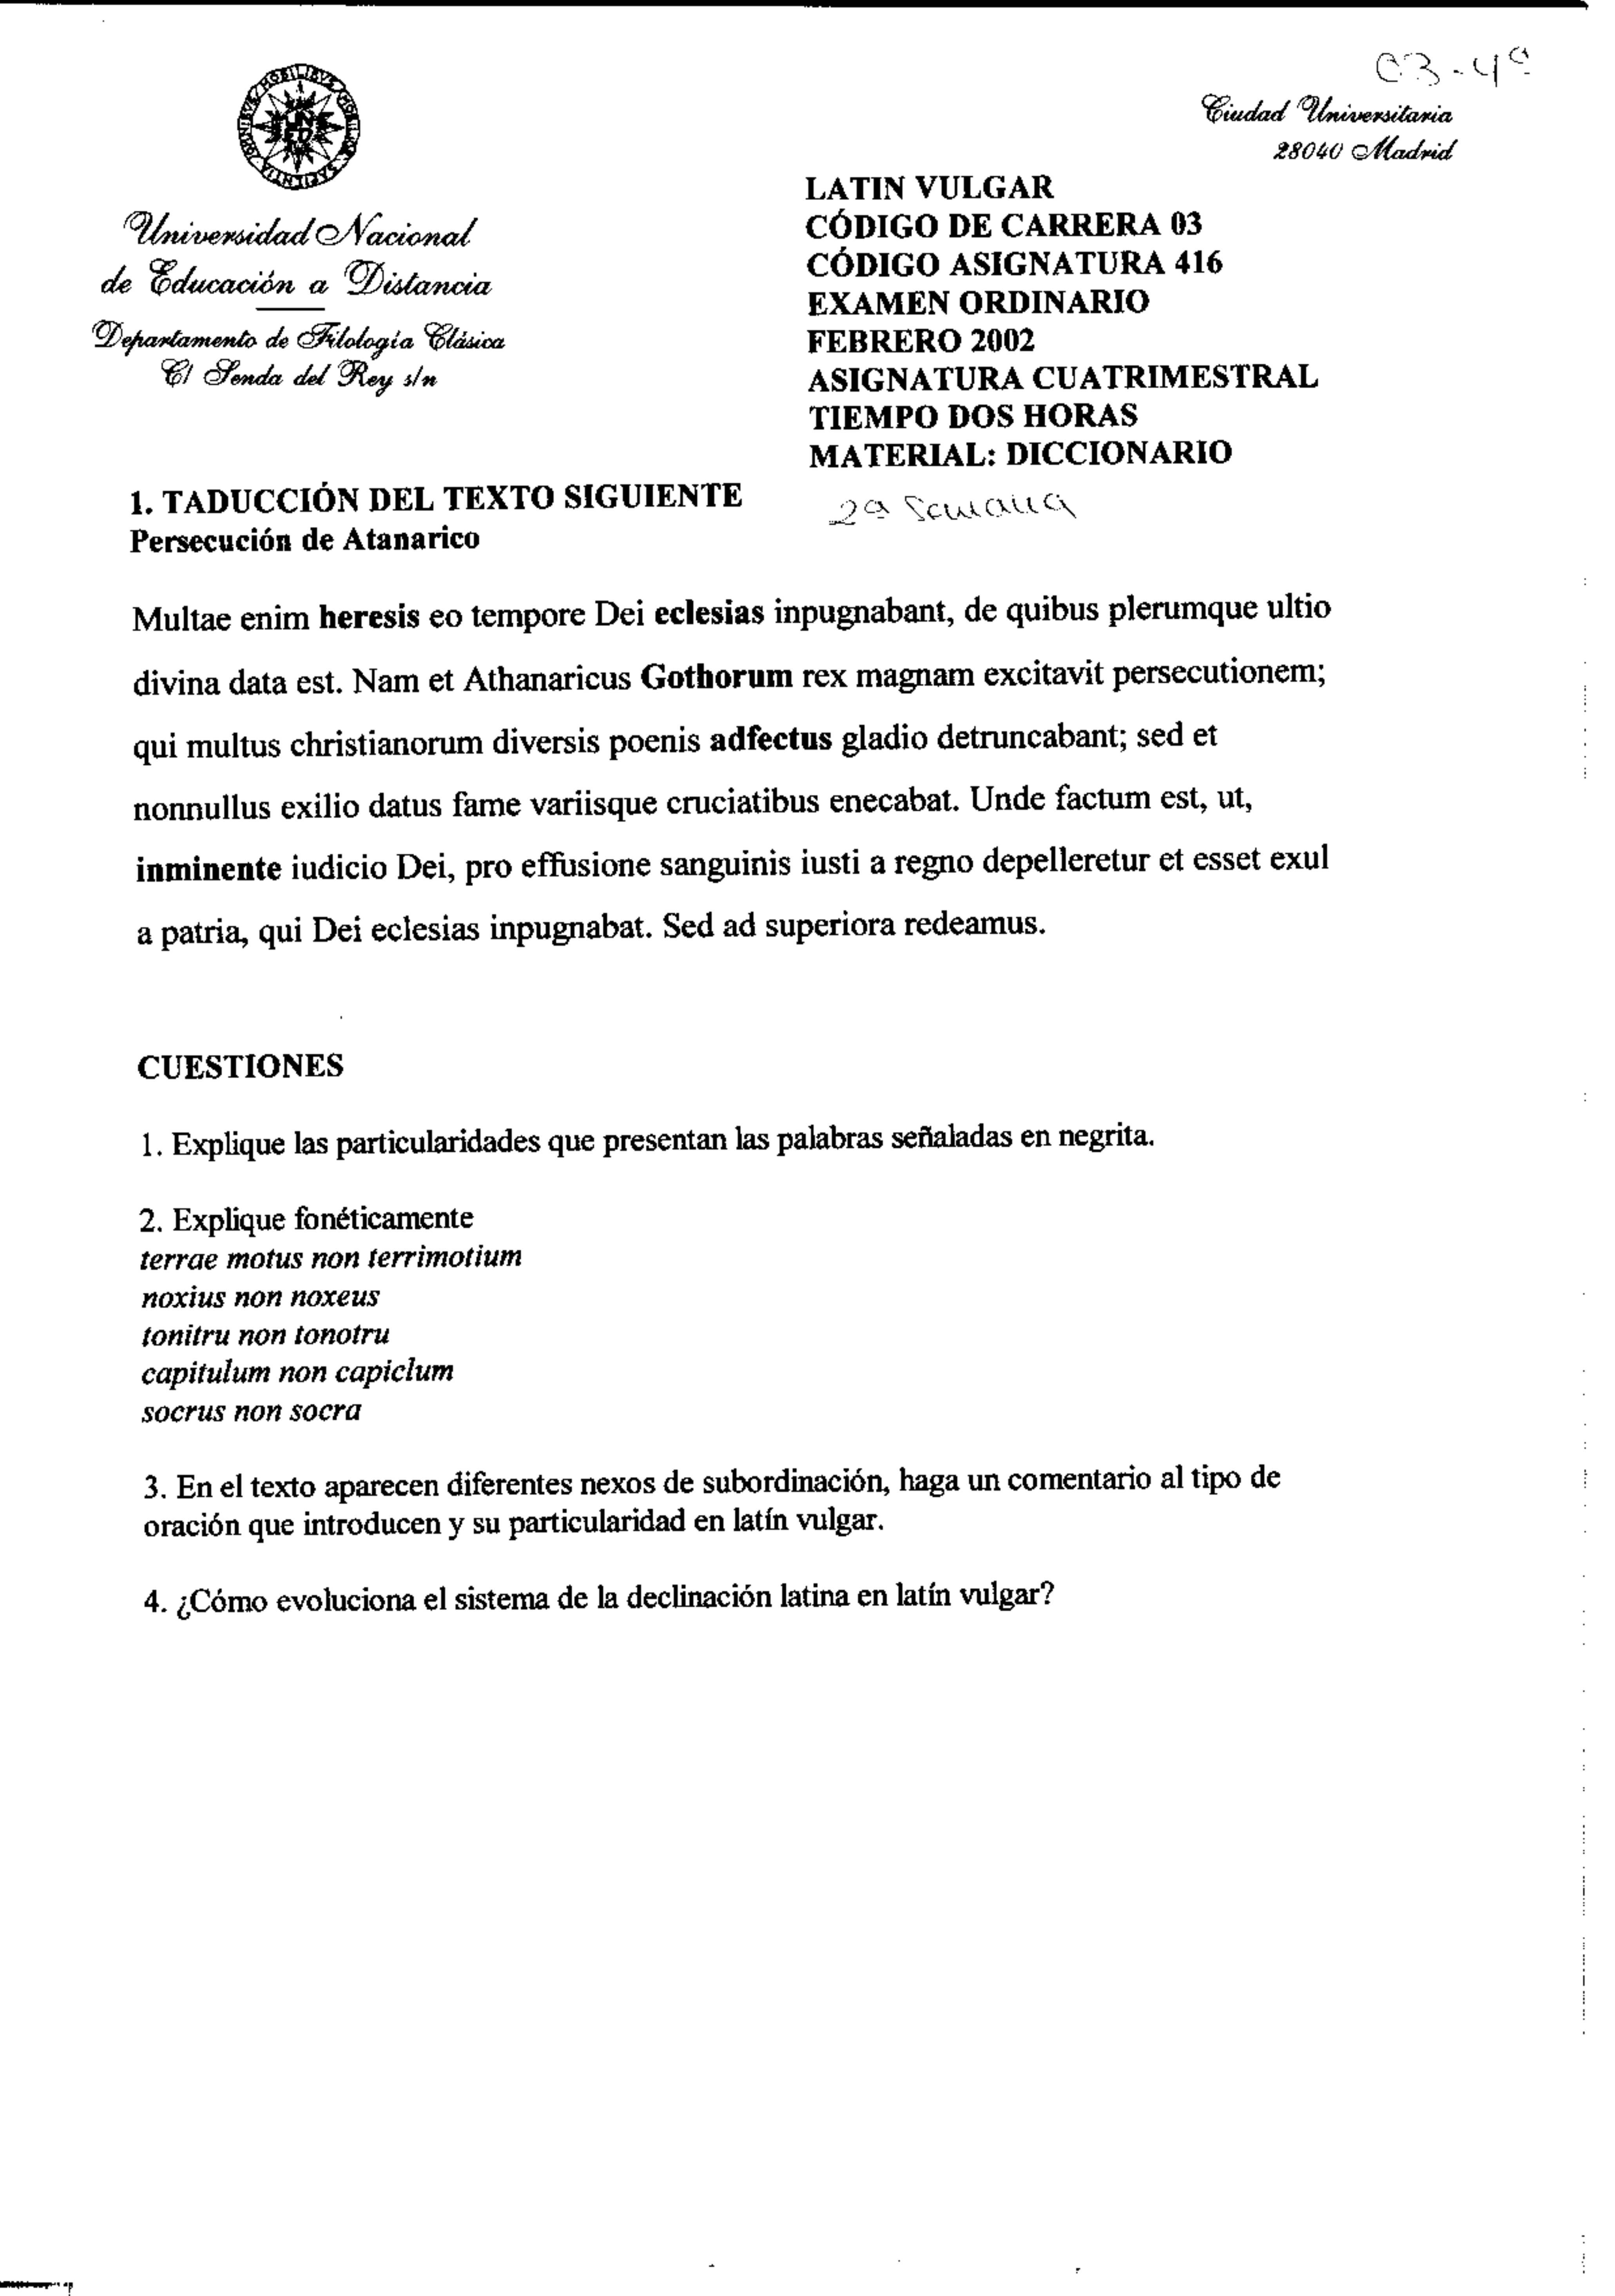 C3-4º
Ciudad Universitaria
28040 Madrid
UNED
Universidad Nacional
de Educación a Distancia
Departamento de Filología Clásica
C/ Senda del Rey s/n
LATIN VULGAR
CÓDIGO DE CARRERA 03
CÓDIGO ASIGNATURA 416
EXAMEN ORDINARIO
FEBRERO 2002
ASIGNATURA CUATRIMESTRAL
TIEMPO DOS HORAS
MATERIAL: DICCIONARIO
2ª Semana
1. TADUCCIÓN DEL TEXTO SIGUIENTE
Persecución de Atanarico
Multae enim heresis eo tempore Dei eclesias inpugnabant, de quibus plerumque ultio
divina data est. Nam et Athanaricus Gothorum rex magnam excitavit persecutionem;
qui multus christianorum diversis poenis adfectus gladio detruncabant; sed et
nonnullus exilio datus fame variisque cruciatibus enecabat. Unde factum est, ut,
inminente iudicio Dei, pro effusione sanguinis iusti a regno depelleretur et esset exul
a patria, qui Dei eclesias inpugnabat. Sed ad superiora redeamus.
CUESTIONES
1. Explique las particularidades que presentan las palabras señaladas en negrita.
2. Explique fonéticamente
terrae motus non terrimotium
noxius non noxeus
tonitru non tonotru
capitulum non capiclum
socrus non socra
3. En el texto aparecen diferentes nexos de subordinación, haga un comentario al tipo de
oración que introducen y su particularidad en latín vulgar.
4. ¿Cómo evoluciona el sistema de la declinación latina en latín vulgar?